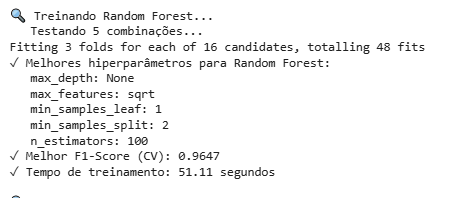 🔍 Treinando Random Forest...
Testando 5 combinações...
Fitting 3 folds for each of 16 candidates, totalling 48 fits
✓ Melhores hiperparâmetros para Random Forest:
max_depth: None
max_features: sqrt
min_samples_leaf: 1
min_samples_split: 2
n_estimators: 100
✓ Melhor F1-Score (CV): 0.9647
✓ Tempo de treinamento: 51.11 segundos